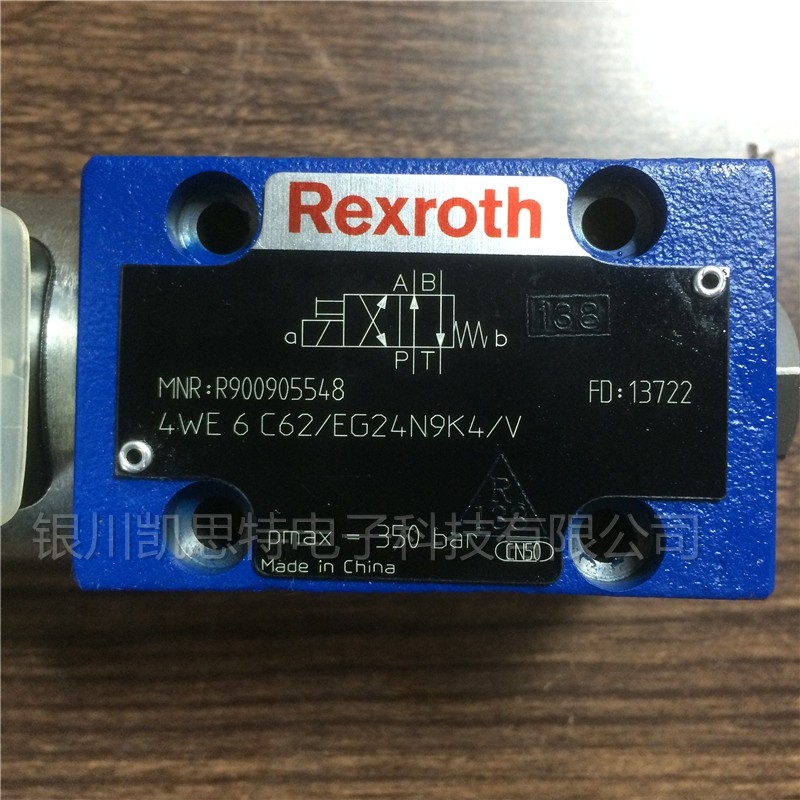 Rexroth
A B
138
a b
P T
MNR:R900905548 FD:13722
4WE 6 C62/EG24N9K4/V
银川凯思特电子科技有限公司
pmax = 350 bar CN50
Made in China